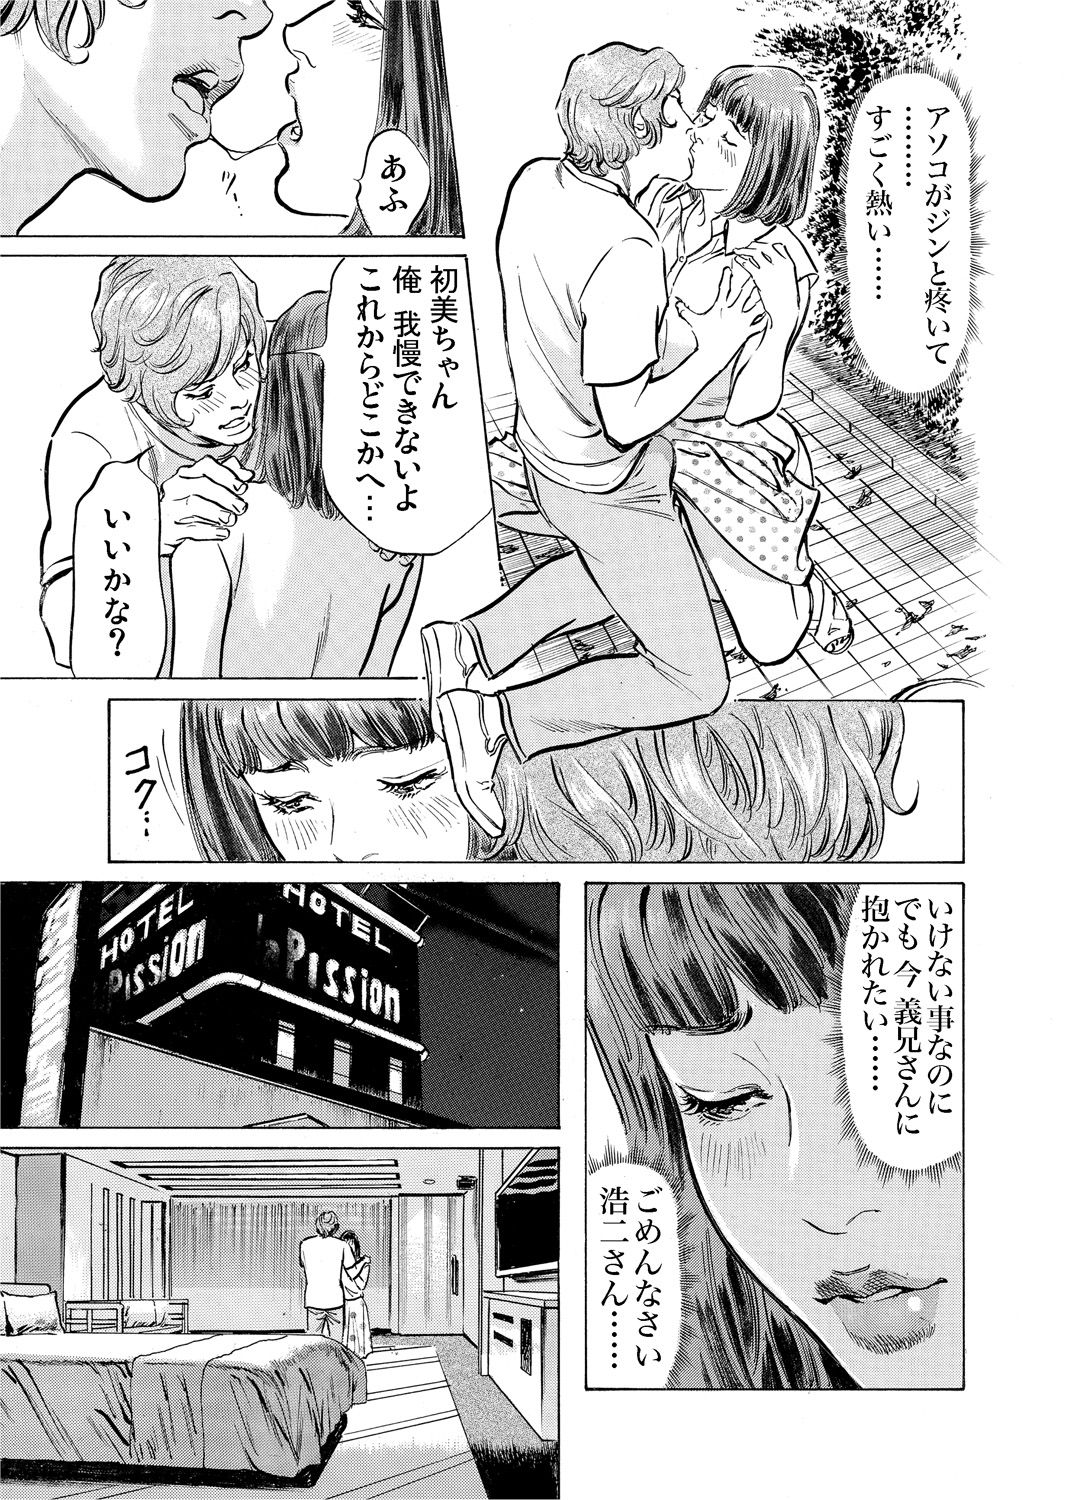 アソコがジンと疼いて
………
すごく熱い……
あふ
初美ちゃん
俺 我慢できないよ
これからどこかへ…
いいかな？
コク…
いけない事なのに
でも 今 義兄さんに
抱かれたい……
ごめんなさい
浩二さん……
HOTEL
Pission
HOTEL
la Pission